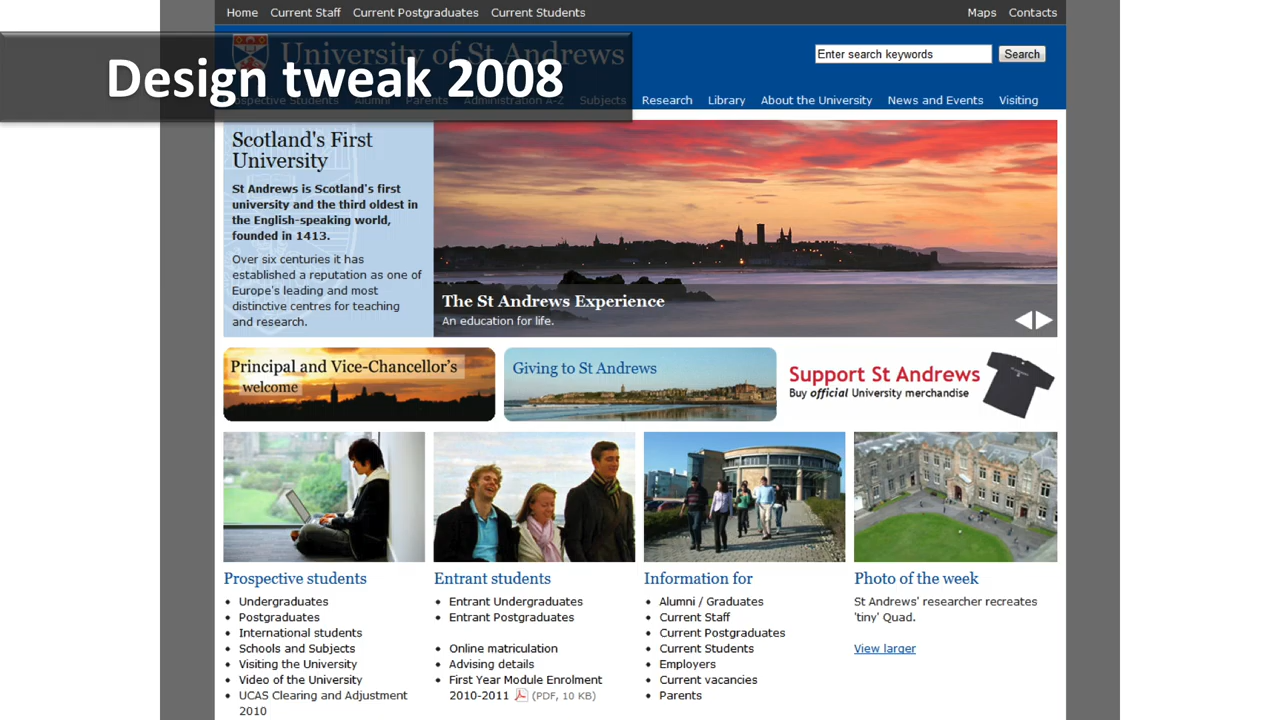 Home Current Staff Current Postgraduates Current Students Maps Contacts
University of St Andrews
Enter search keywords Search
Design tweak 2008
Prospective Students Alumni Parents Administration A-Z Subjects Research Library About the University News and Events Visiting
Scotland's First
University
St Andrews is Scotland's first
university and the third oldest in
the English-speaking world,
founded in 1413.
Over six centuries it has
established a reputation as one of
Europe's leading and most
distinctive centres for teaching
and research.
The St Andrews Experience
An education for life.
Principal and Vice-Chancellor's
welcome
Giving to St Andrews
Support St Andrews
Buy official University merchandise
Prospective students
Undergraduates
Postgraduates
International students
Schools and Subjects
Visiting the University
Video of the University
UCAS Clearing and Adjustment
2010
Entrant students
Entrant Undergraduates
Entrant Postgraduates
Online matriculation
Advising details
First Year Module Enrolment
2010-2011 (PDF, 10 KB)
Information for
Alumni / Graduates
Current Staff
Current Postgraduates
Current Students
Employers
Current vacancies
Parents
Photo of the week
St Andrews' researcher recreates
'tiny' Quad.
View larger